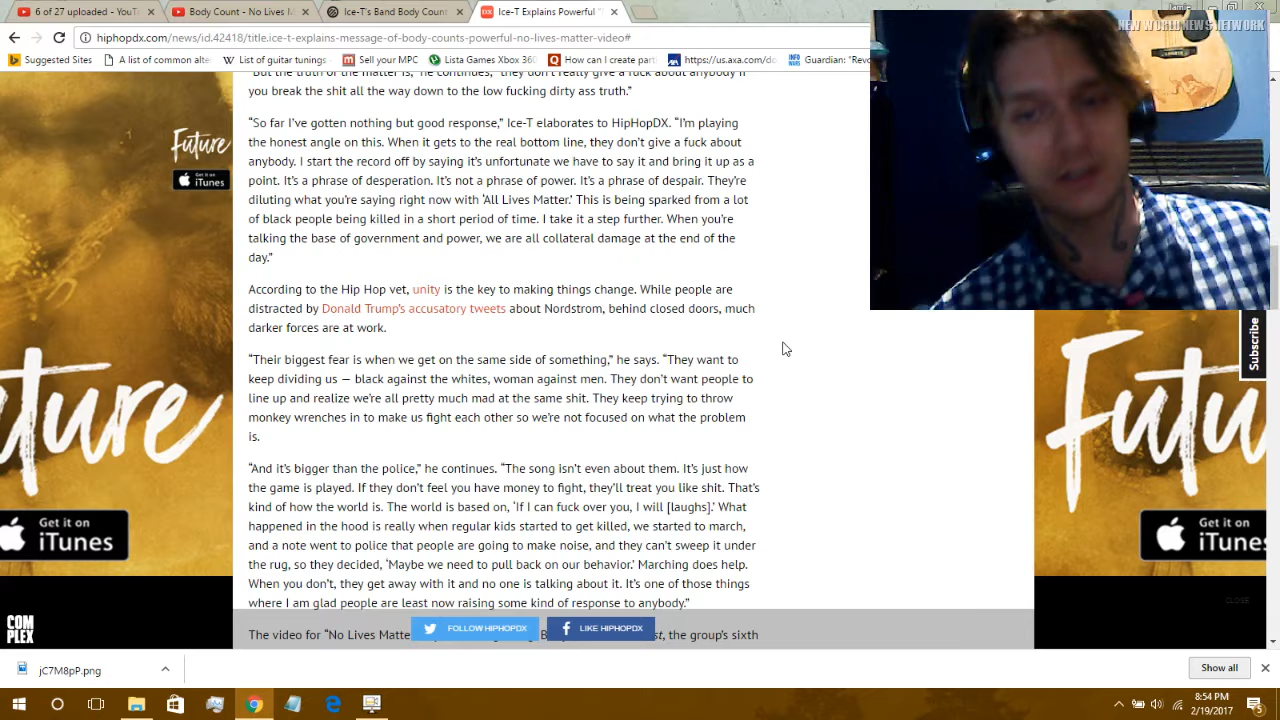 6 of 27 uploaded - YouT
Body Count - No Lives M
Ice-T's Band Body Count
Ice-T Explains Powerful "
Jamie
hiphopdx.com/news/id.42418/title.ice-t-explains-message-of-body-counts-powerful-no-lives-matter-video#
Suggested Sites
A list of common alter
List of guitar tunings
Sell your MPC
Lista games Xbox 360
How can I create parti
https://us.axa.com/do
Guardian: "Revo
NEW WORLD NEWS NETWORK
"But the truth of the matter is," he continues, "they don't really give a fuck about anybody if
you break the shit all the way down to the low fucking dirty ass truth."
"So far I've gotten nothing but good response," Ice-T elaborates to HipHopDX. "I'm playing
the honest angle on this. When it gets to the real bottom line, they don't give a fuck about
anybody. I start the record off by saying it's unfortunate we have to say it and bring it up as a
point. It's a phrase of desperation. It's not a phrase of power. It's a phrase of despair. They're
diluting what you're saying right now with 'All Lives Matter.' This is being sparked from a lot
of black people being killed in a short period of time. I take it a step further. When you're
talking the base of government and power, we are all collateral damage at the end of the
day."
According to the Hip Hop vet, unity is the key to making things change. While people are
distracted by Donald Trump's accusatory tweets about Nordstrom, behind closed doors, much
darker forces are at work.
"Their biggest fear is when we get on the same side of something," he says. "They want to
keep dividing us — black against the whites, woman against men. They don't want people to
line up and realize we're all pretty much mad at the same shit. They keep trying to throw
monkey wrenches in to make us fight each other so we're not focused on what the problem
is.
"And it's bigger than the police," he continues. "The song isn't even about them. It's just how
the game is played. If they don't feel you have money to fight, they'll treat you like shit. That's
kind of how the world is. The world is based on, 'If I can fuck over you, I will [laughs].' What
happened in the hood is really when regular kids started to get killed, we started to march,
and a note went to police that people are going to make noise, and they can't sweep it under
the rug, so they decided, 'Maybe we need to pull back on our behavior.' Marching does help.
When you don't, they get away with it and no one is talking about it. It's one of those things
where I am glad people are least now raising some kind of response to anybody."
The video for "No Lives Matte
st, the group's sixth
FOLLOW HIPHOPDX
LIKE HIPHOPDX
Future
Get it on
iTunes
uture
Get it on
iTunes
Futu
Get it on
iTunes
Subscribe
CLOSE
COM
PLEX
jC7M8pP.png
Show all
8:54 PM
2/19/2017
5